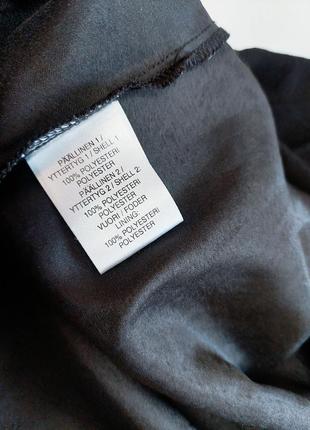 PÄÄLLINEN 1 /
YTTERTYG 1 / SHELL 1
100% POLYESTERI/
POLYESTER
PÄÄLLINEN 2 /
YTTERTYG 2 / SHELL 2:
100% POLYESTERI/
POLYESTER
VUORI / FODER
LINING:
100% POLYESTERI/
POLYESTER